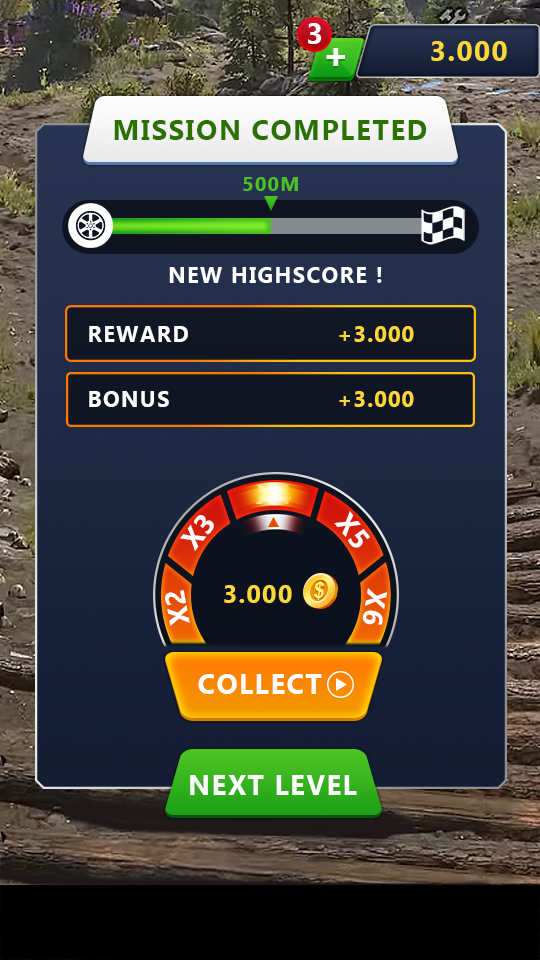 3
+
3.000
MISSION COMPLETED
500M
NEW HIGHSCORE !
REWARD +3.000
BONUS +3.000
X2
X3
X5
X6
3.000 $
COLLECT
NEXT LEVEL